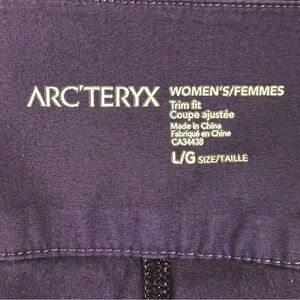 ARC'TERYX
WOMEN'S/FEMMES
Trim fit
Coupe ajustée
Made in China
Fabriqué en Chine
CA34438
L/G SIZE/TAILLE